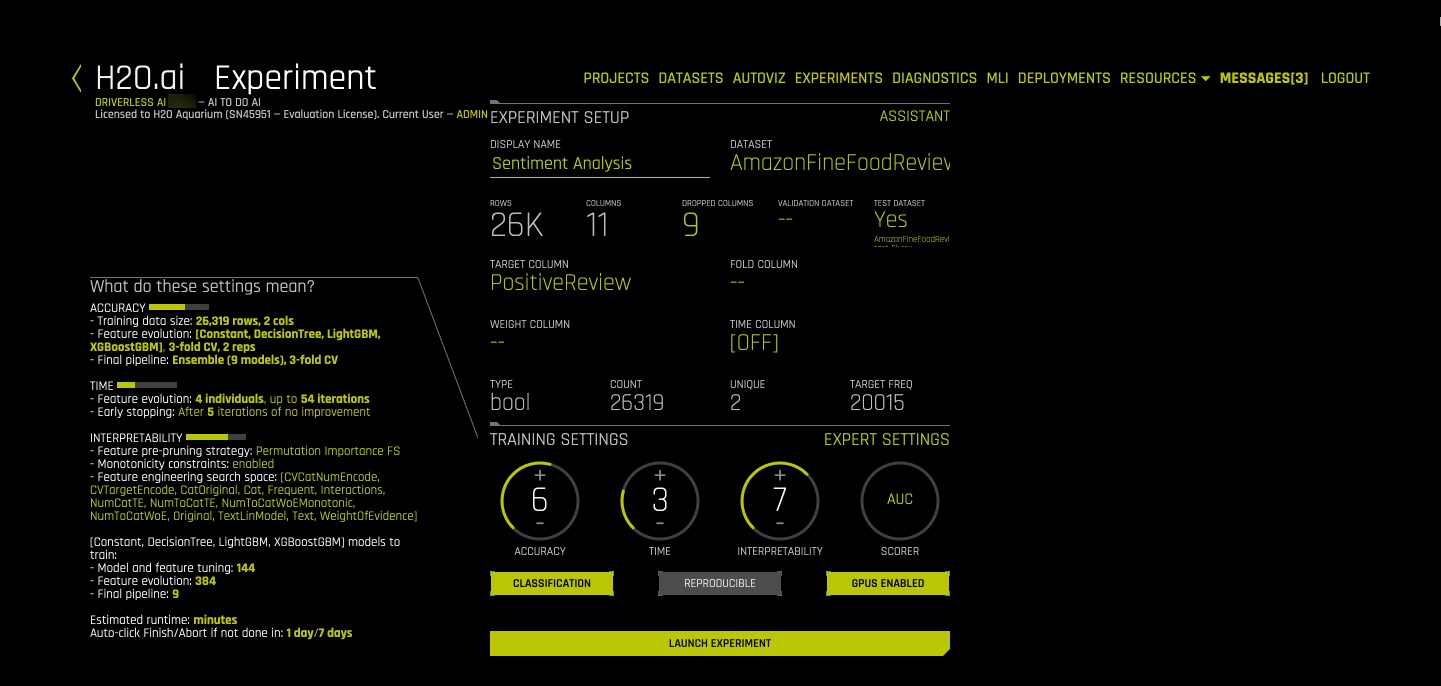 H2O.ai Experiment
PROJECTS DATASETS AUTOVIZ EXPERIMENTS DIAGNOSTICS MLI DEPLOYMENTS RESOURCES MESSAGES[3] LOGOUT
DRIVERLESS AI — AI TO DO AI
Licensed to H2O Aquarium (SN45951 — Evaluation License). Current User — ADMIN
EXPERIMENT SETUP
ASSISTANT
DISPLAY NAME
Sentiment Analysis
DATASET
AmazonFineFoodReview
ROWS
26K
COLUMNS
11
DROPPED COLUMNS
9
VALIDATION DATASET
--
TEST DATASET
Yes
AmazonFineFoodRevi
TARGET COLUMN
PositiveReview
FOLD COLUMN
--
WEIGHT COLUMN
--
TIME COLUMN
[OFF]
TYPE
bool
COUNT
26319
UNIQUE
2
TARGET FREQ
20015
What do these settings mean?
ACCURACY
- Training data size: 26,319 rows, 2 cols
- Feature evolution: [Constant, DecisionTree, LightGBM,
XGBoostGBM], 3-fold CV, 2 reps
- Final pipeline: Ensemble (9 models), 3-fold CV
TIME
- Feature evolution: 4 individuals, up to 54 iterations
- Early stopping: After 5 iterations of no improvement
INTERPRETABILITY
- Feature pre-pruning strategy: Permutation Importance FS
- Monotonicity constraints: enabled
- Feature engineering search space: [CVCatNumEncode,
CVTargetEncode, CatOriginal, Cat, Frequent, Interactions,
NumCatTE, NumToCatTE, NumToCatWoEMonotonic,
NumToCatWoE, Original, TextLinModel, Text, WeightOfEvidence]
[Constant, DecisionTree, LightGBM, XGBoostGBM] models to
train:
- Model and feature tuning: 144
- Feature evolution: 384
- Final pipeline: 9
Estimated runtime: minutes
Auto-click Finish/Abort if not done in: 1 day/7 days
TRAINING SETTINGS
EXPERT SETTINGS
+
6
-
ACCURACY
+
3
-
TIME
+
7
-
INTERPRETABILITY
AUC
SCORER
CLASSIFICATION
REPRODUCIBLE
GPUS ENABLED
LAUNCH EXPERIMENT